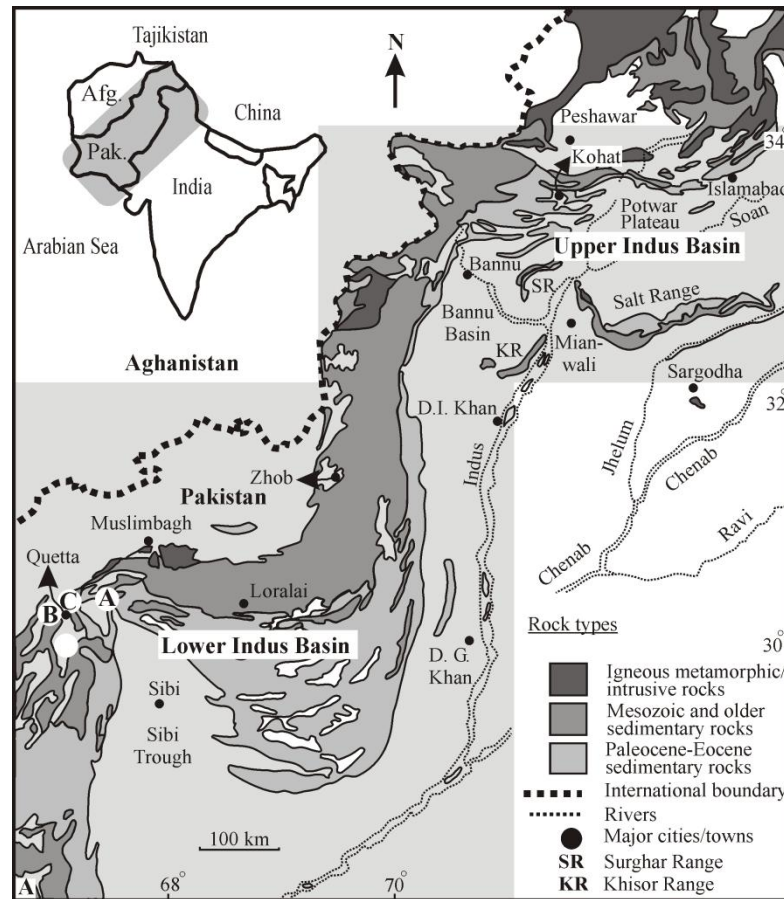 Tajikistan
Afg.
China
Pak.
India
Arabian Sea
N
Peshawar
34°
Kohat
Islamabad
Potwar
Plateau
Soan
Upper Indus Basin
Bannu
SR
Bannu
Basin
Salt Range
Mian-
wali
KR
Aghanistan
Sargodha
32°
D.I. Khan
Jhelum
Indus
Chenab
Zhob
Pakistan
Ravi
Muslimbagh
Chenab
Quetta
A
C
B
Loralai
Lower Indus Basin
D. G.
Khan
30°
Sibi
Sibi
Trough
Rock types
Igneous metamorphic/
intrusive rocks
Mesozoic and older
sedimentary rocks
Paleocene-Eocene
sedimentary rocks
International boundary
Rivers
Major cities/towns
SR Surghar Range
KR Khisor Range
100 km
A
68°
70°